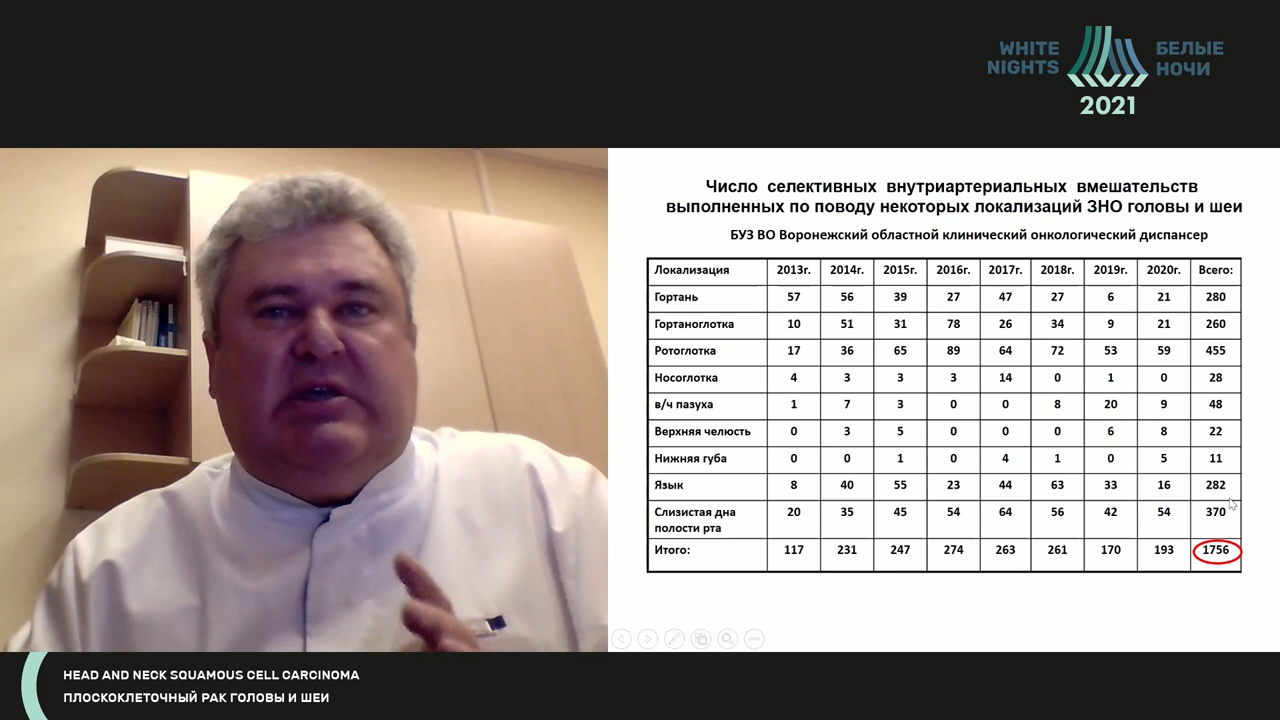 WHITE NIGHTS
БЕЛЫЕ НОЧИ
2021
Число селективных внутриартериальных вмешательств
выполненных по поводу некоторых локализаций ЗНО головы и шеи
БУЗ ВО Воронежский областной клинический онкологический диспансер
Локализация 2013г. 2014г. 2015г. 2016г. 2017г. 2018г. 2019г. 2020г. Всего:
Гортань 57 56 39 27 47 27 6 21 280
Гортаноглотка 10 51 31 78 26 34 9 21 260
Ротоглотка 17 36 65 89 64 72 53 59 455
Носоглотка 4 3 3 3 14 0 1 0 28
в/ч пазуха 1 7 3 0 0 8 20 9 48
Верхняя челюсть 0 3 5 0 0 0 6 8 22
Нижняя губа 0 0 1 0 4 1 0 5 11
Язык 8 40 55 23 44 63 33 16 282
Слизистая дна полости рта 20 35 45 54 64 56 42 54 370
Итого: 117 231 247 274 263 261 170 193 1756
HEAD AND NECK SQUAMOUS CELL CARCINOMA
ПЛОСКОКЛЕТОЧНЫЙ РАК ГОЛОВЫ И ШЕИ